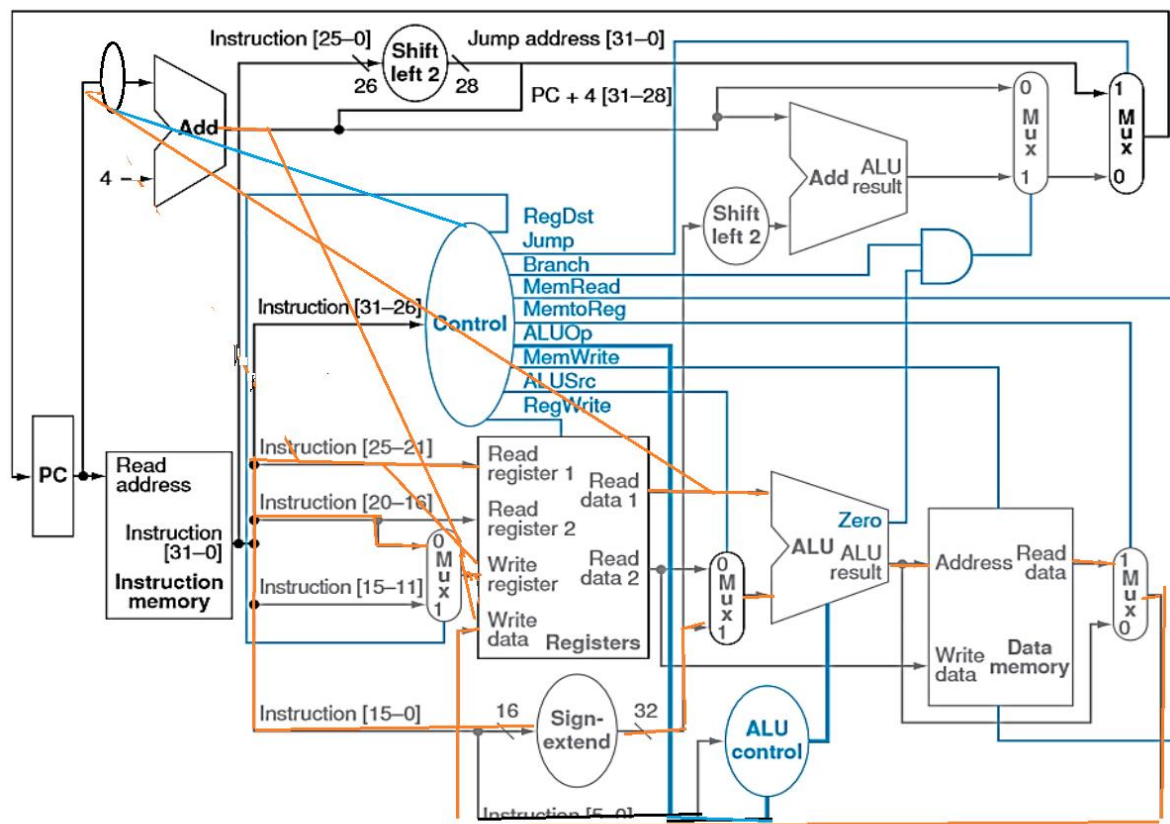 Instruction [25–0]
Shift
left 2
Jump address [31–0]
26
28
PC + 4 [31–28]
Add
4
0
M
u
x
1
1
M
u
x
0
Add
ALU
result
Shift
left 2
RegDst
Jump
Branch
MemRead
MemtoReg
ALUOp
MemWrite
ALUSrc
RegWrite
Instruction [31–26]
Control
PC
Read
address
Instruction
[31–0]
Instruction
memory
Instruction [25–21]
Instruction [20–16]
Instruction [15–11]
0
M
u
x
1
Read
register 1
Read
register 2
Write
register
Write
data
Read
data 1
Read
data 2
Registers
0
M
u
x
1
Zero
ALU
ALU
result
Address
Read
data
Write
data
Data
memory
1
M
u
x
0
Instruction [15–0]
16
Sign-
extend
32
ALU
control
Instruction [5–0]